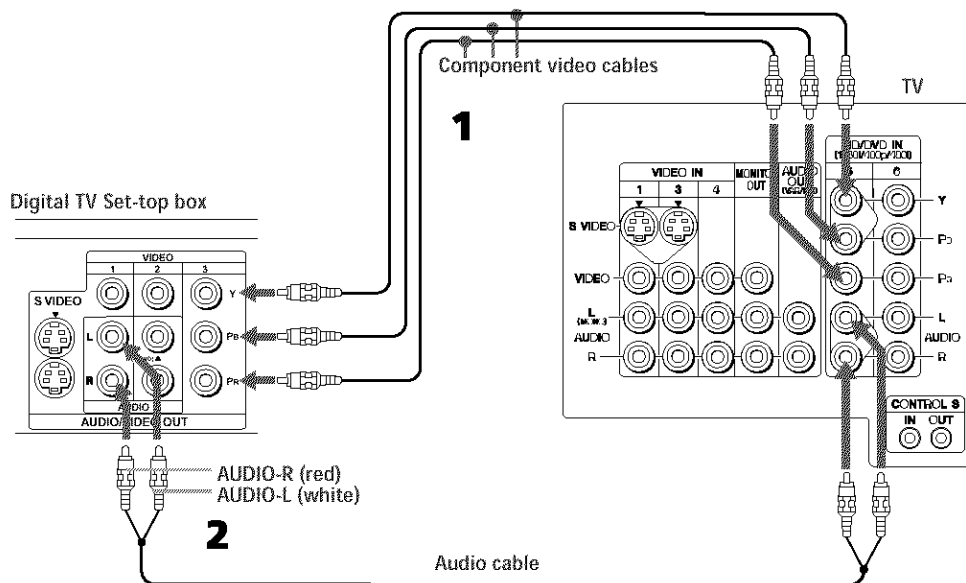 Component video cables
TV
1
HD/DVD IN
VIDEO IN
MONITOR OUT
AUDIO OUT
1 3 4
5 6
Digital TV Set-top box
S VIDEO
Y
VIDEO
1 2 3
PB
S VIDEO
VIDEO
PR
Y
L
(MONO)
L
L
PB
AUDIO
AUDIO
R
R
R
PR
AUDIO
AUDIO/VIDEO OUT
CONTROL S
IN OUT
AUDIO-R (red)
AUDIO-L (white)
2
Audio cable